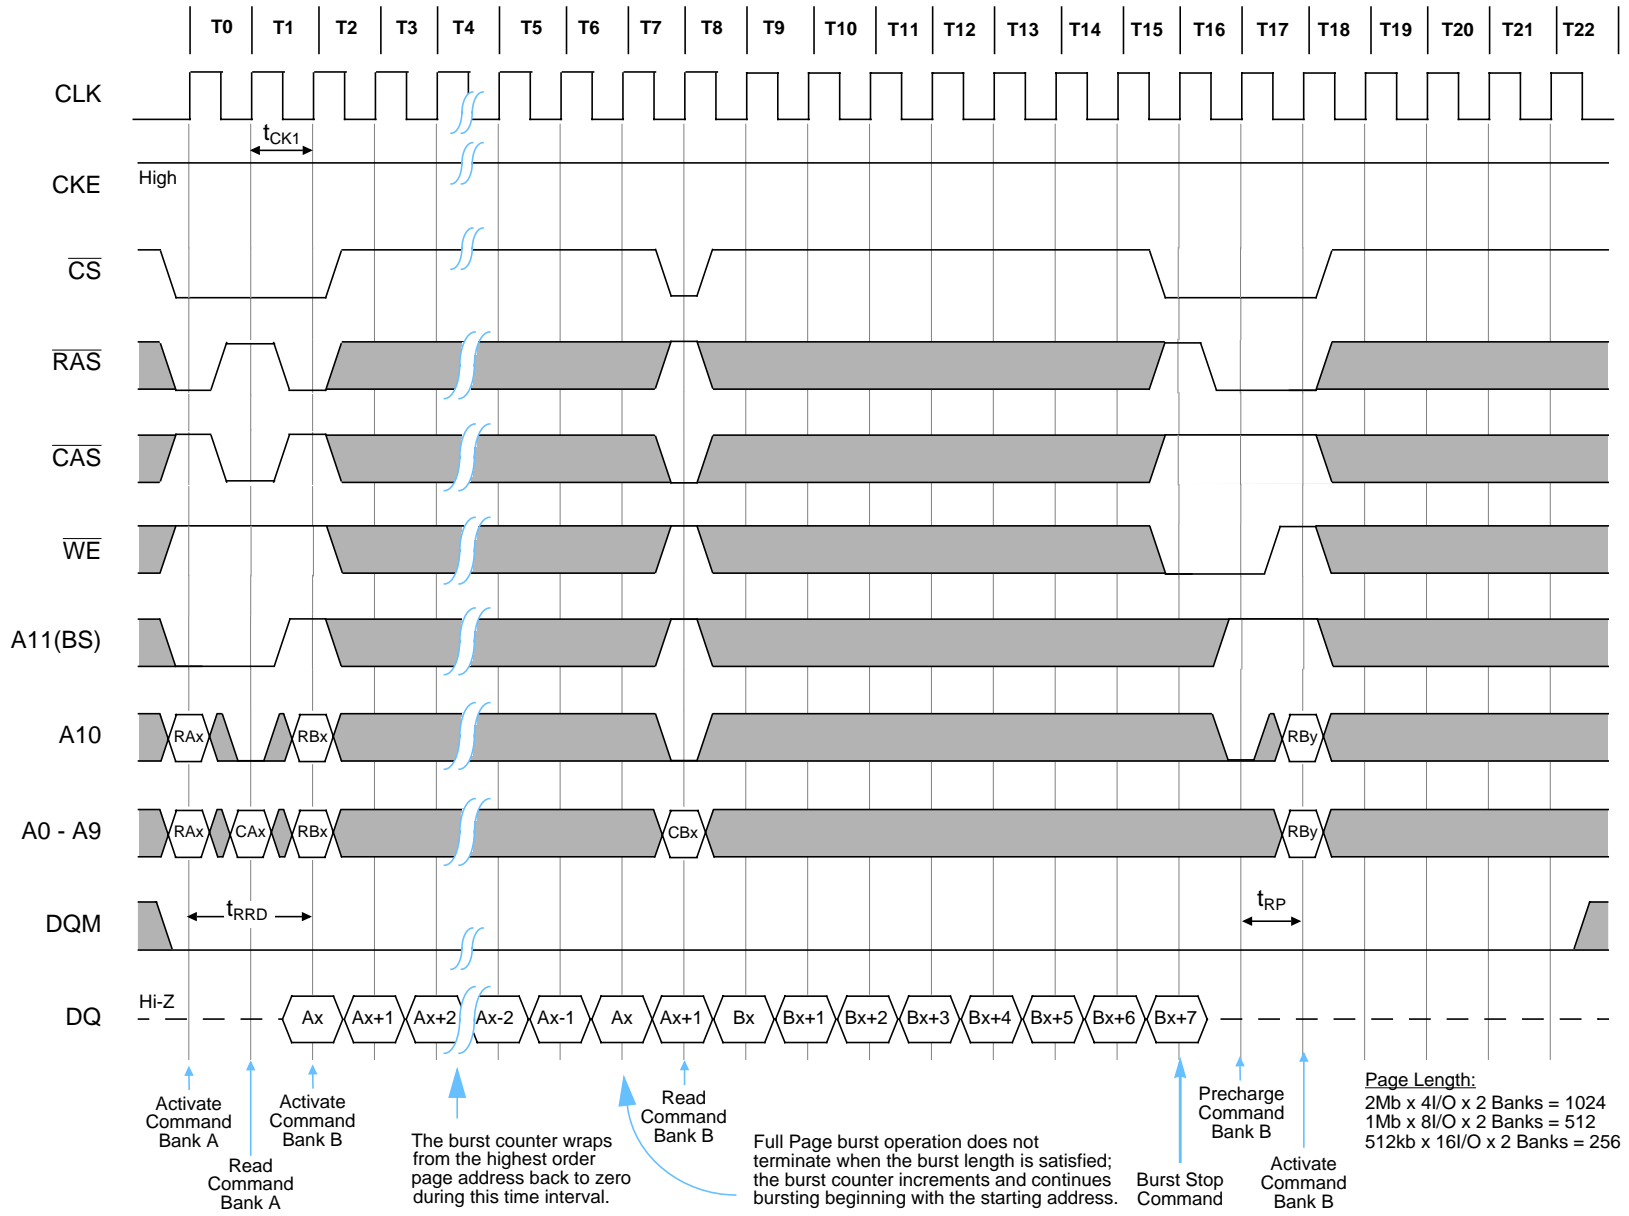 T0 T1 T2 T3 T4 T5 T6 T7 T8 T9 T10 T11 T12 T13 T14 T15 T16 T17 T18 T19 T20 T21 T22
CLK
tCK1
CKE
High
CS
RAS
CAS
WE
A11(BS)
A10
RAx RBx RBy
A0 - A9
RAx CAx RBx CBx RBy
DQM
tRRD
tRP
DQ
Hi-Z
Ax Ax+1 Ax+2 Ax-2 Ax-1 Ax Ax+1 Bx Bx+1 Bx+2 Bx+3 Bx+4 Bx+5 Bx+6 Bx+7
Activate
Command
Bank A
Read
Command
Bank A
Activate
Command
Bank B
The burst counter wraps
from the highest order
page address back to zero
during this time interval.
Read
Command
Bank B
Full Page burst operation does not
terminate when the burst length is satisfied;
the burst counter increments and continues
bursting beginning with the starting address.
Burst Stop
Command
Precharge
Command
Bank B
Activate
Command
Bank B
Page Length:
2Mb x 4I/O x 2 Banks = 1024
1Mb x 8I/O x 2 Banks = 512
512kb x 16I/O x 2 Banks = 256